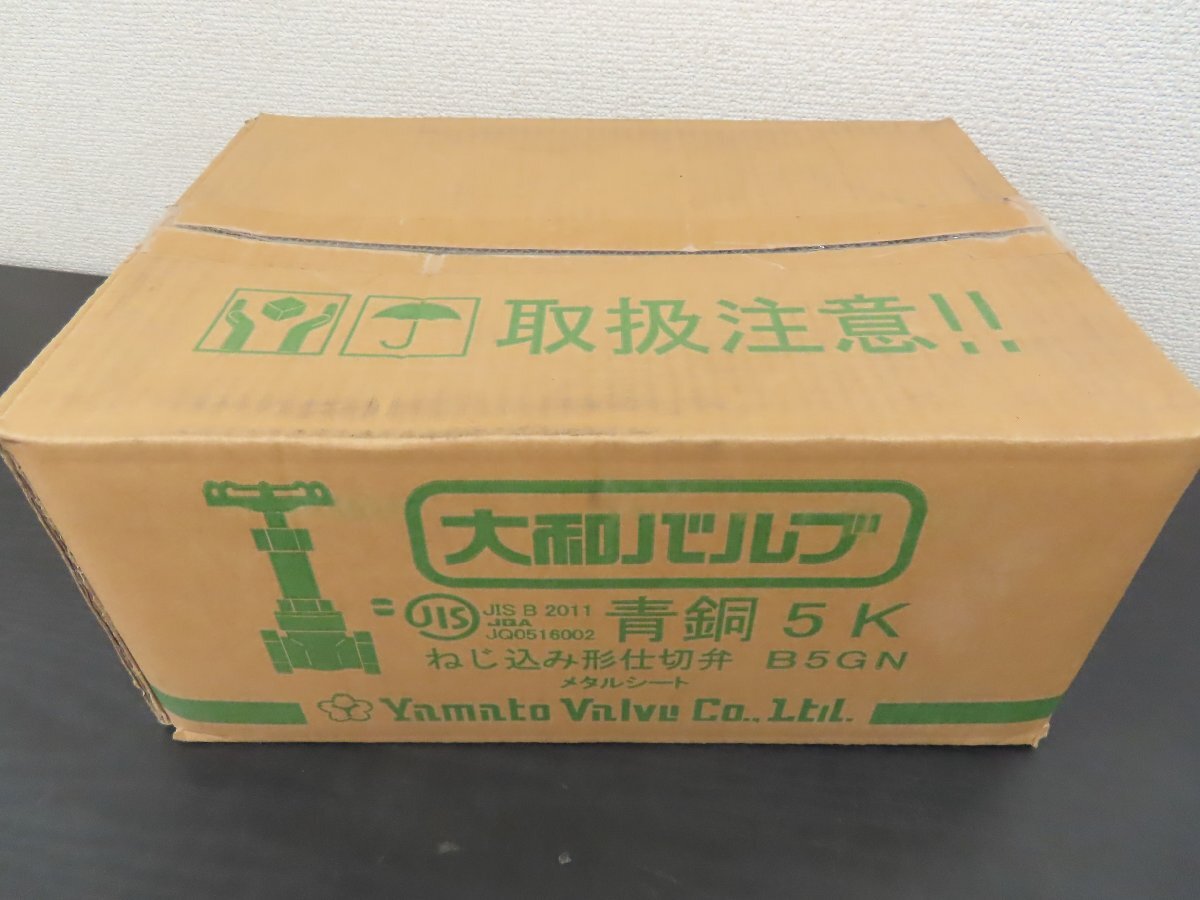 取扱注意!!
大和バルブ
JIS
JIS B 2011
JQA
JQ0516002
青銅 5K
ねじ込み形仕切弁 B5GN
メタルシート
Yamato Valve Co., Ltd.